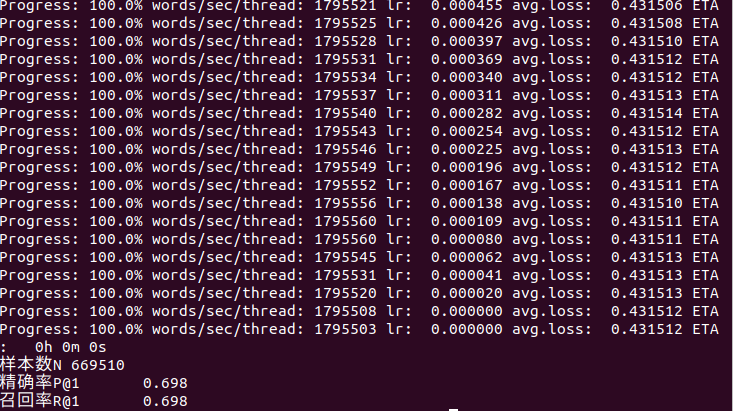 Progress: 100.0% words/sec/thread: 1795521 lr:  0.000455 avg.loss:  0.431506 ETA
Progress: 100.0% words/sec/thread: 1795525 lr:  0.000426 avg.loss:  0.431508 ETA
Progress: 100.0% words/sec/thread: 1795528 lr:  0.000397 avg.loss:  0.431510 ETA
Progress: 100.0% words/sec/thread: 1795531 lr:  0.000369 avg.loss:  0.431512 ETA
Progress: 100.0% words/sec/thread: 1795534 lr:  0.000340 avg.loss:  0.431512 ETA
Progress: 100.0% words/sec/thread: 1795537 lr:  0.000311 avg.loss:  0.431513 ETA
Progress: 100.0% words/sec/thread: 1795540 lr:  0.000282 avg.loss:  0.431514 ETA
Progress: 100.0% words/sec/thread: 1795543 lr:  0.000254 avg.loss:  0.431512 ETA
Progress: 100.0% words/sec/thread: 1795546 lr:  0.000225 avg.loss:  0.431513 ETA
Progress: 100.0% words/sec/thread: 1795549 lr:  0.000196 avg.loss:  0.431512 ETA
Progress: 100.0% words/sec/thread: 1795552 lr:  0.000167 avg.loss:  0.431511 ETA
Progress: 100.0% words/sec/thread: 1795556 lr:  0.000138 avg.loss:  0.431510 ETA
Progress: 100.0% words/sec/thread: 1795560 lr:  0.000109 avg.loss:  0.431511 ETA
Progress: 100.0% words/sec/thread: 1795560 lr:  0.000080 avg.loss:  0.431511 ETA
Progress: 100.0% words/sec/thread: 1795545 lr:  0.000062 avg.loss:  0.431513 ETA
Progress: 100.0% words/sec/thread: 1795531 lr:  0.000041 avg.loss:  0.431513 ETA
Progress: 100.0% words/sec/thread: 1795520 lr:  0.000020 avg.loss:  0.431513 ETA
Progress: 100.0% words/sec/thread: 1795508 lr:  0.000000 avg.loss:  0.431512 ETA
Progress: 100.0% words/sec/thread: 1795503 lr:  0.000000 avg.loss:  0.431512 ETA
:   0h 0m 0s
样本数N 669510
精确率P@1       0.698
召回率R@1       0.698